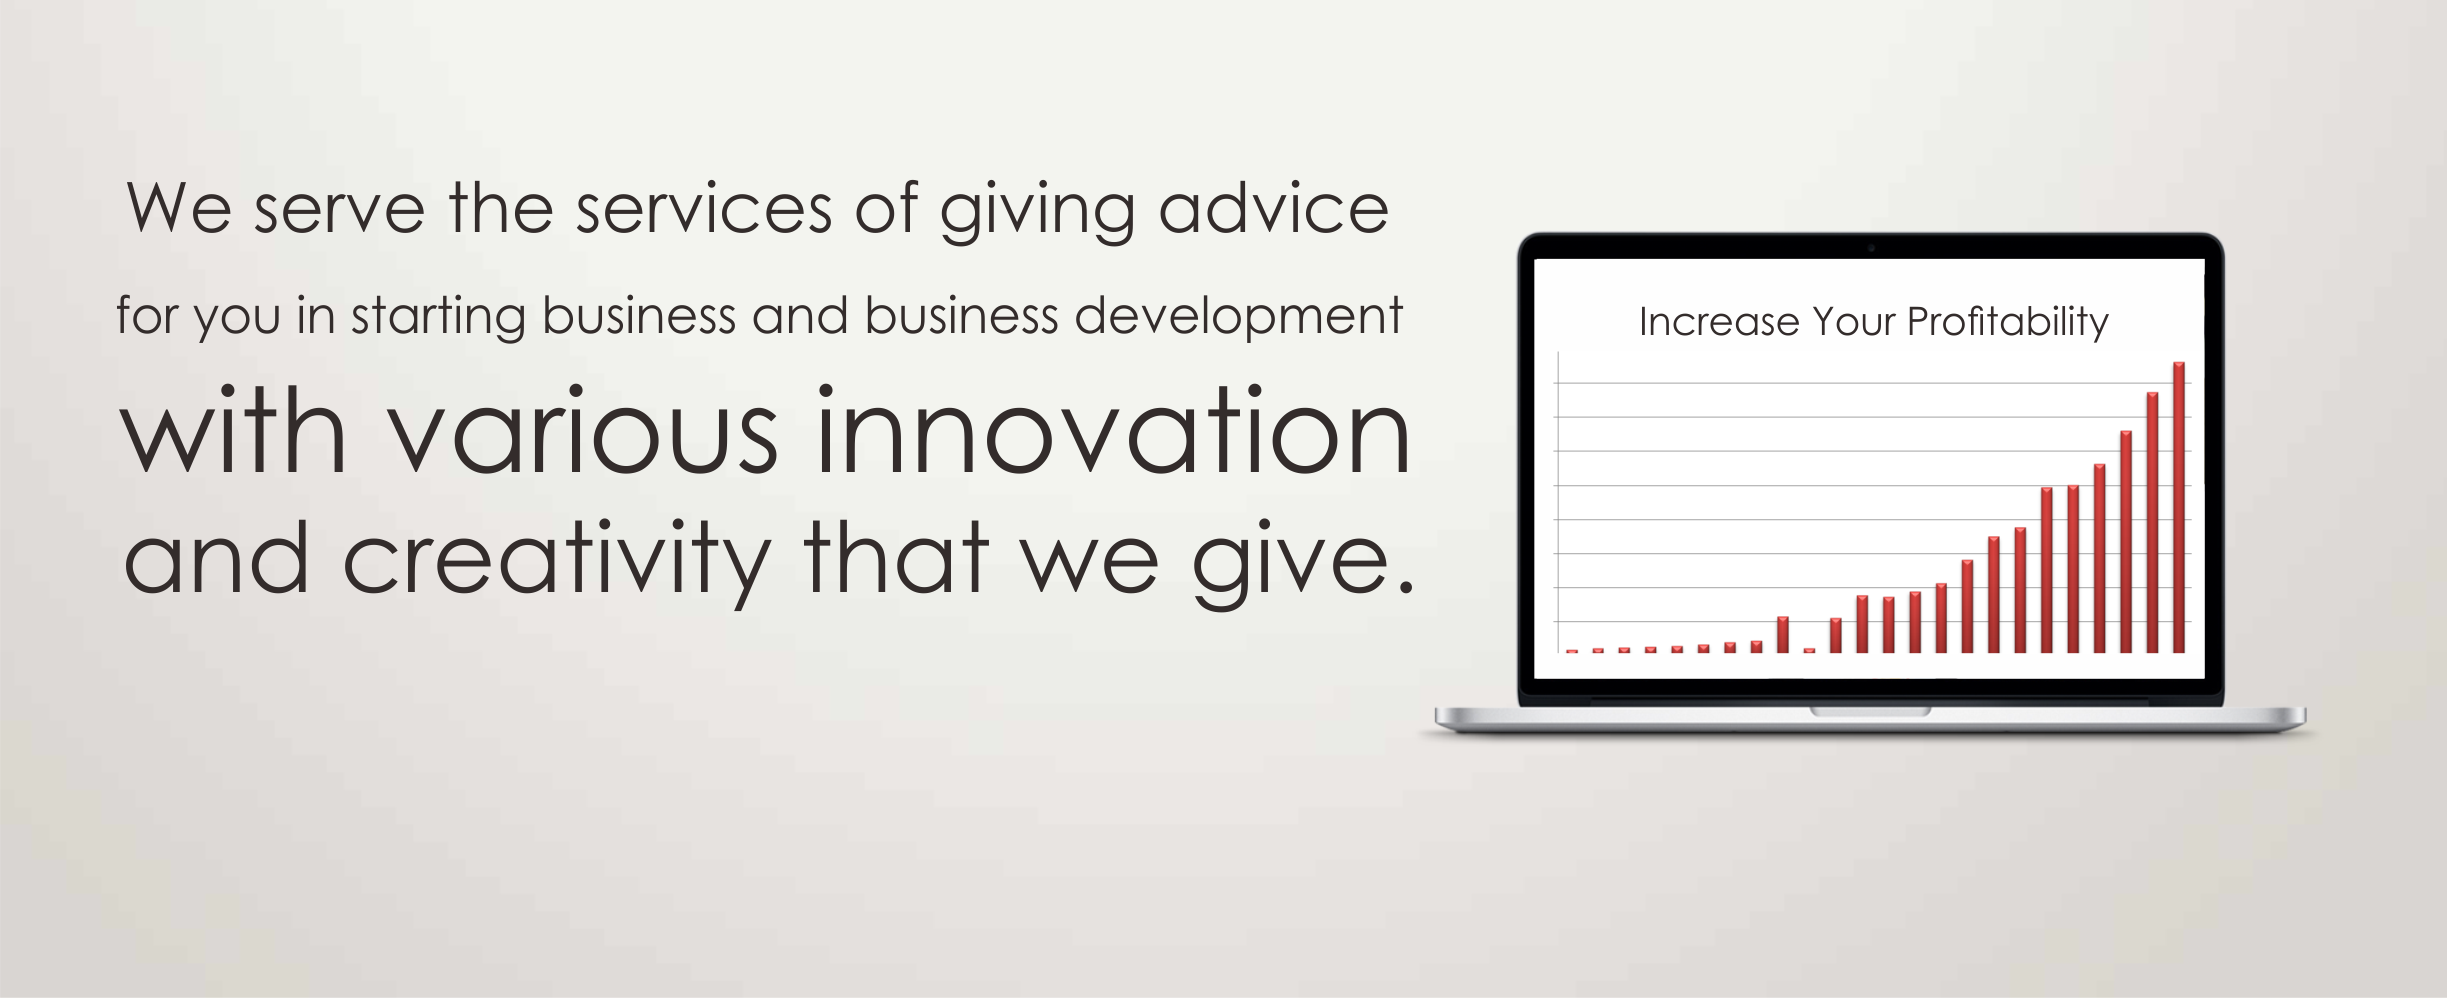 We serve the services of giving advice
for you in starting business and business development
with various innovation
and creativity that we give.
Increase Your Profitability